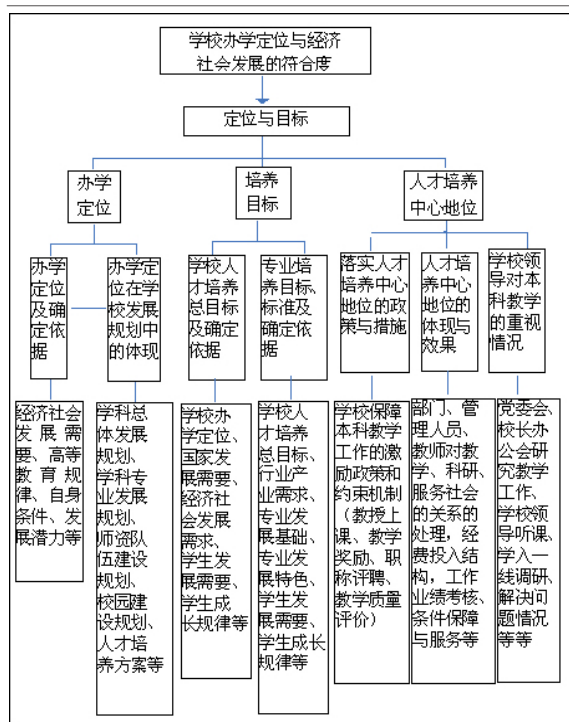 学校办学定位与经济
社会发展的符合度
定位与目标
办学
定位
培养
目标
人才培养
中心地位
办学
定位
及确
定依
据
办学定
位在学
校发展
规划中
的体现
学校人
才培养
总目标
及确定
依据
专业培
养目标、
标准及
确定依
据
落实人才
培养中心
地位的政
策与措施
人才培
养中心
地位的
体现与
效果
学校领
导对本
科教学
的重视
情况
经济社会
发展需
要、高等
教育规
律、自身
条件、发
展潜力等
学科总
体发展
规划、
学科专
业发展
规划、
师资队
伍建设
规划、
校园建
设规划、
人才培
养方案等
学校办
学定位、
国家发
展需要、
经济社
会发展
需求、
学生发
展需要、
学生成
长规律等
学校人
才培养
总目标、
行业产
业需求、
专业发
展基础、
专业发
展特色、
学生发
展需要、
学生成长
规律等
学校保障
本科教学
工作的激
励政策和
约束机制
（教授上
课、教学
奖励、职
称评聘、
教学质量
评价）
部门、管
理人员、
教师对教
学、科研、
服务社会
的关系的
处理，经
费投入结
构，工作
业绩考核、
条件保障
与服务等
党委会、
校长办
公会研
究教学
工作、
学校领
导听课、
学入一
线调研、
解决问
题情况
等等